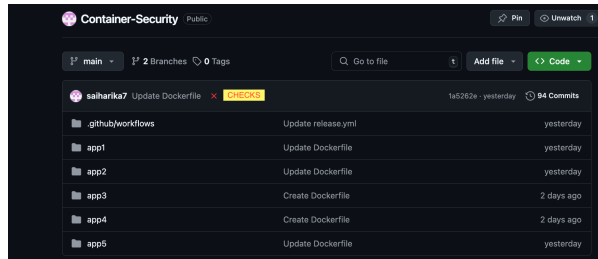 Container-Security Public Pin Unwatch 1
main 2 Branches 0 Tags Go to file t Add file Code
saiharika7 Update Dockerfile CHECKS 1a5262e · yesterday 94 Commits
.github/workflows Update release.yml yesterday
app1 Update Dockerfile yesterday
app2 Update Dockerfile yesterday
app3 Create Dockerfile 2 days ago
app4 Create Dockerfile 2 days ago
app5 Update Dockerfile yesterday